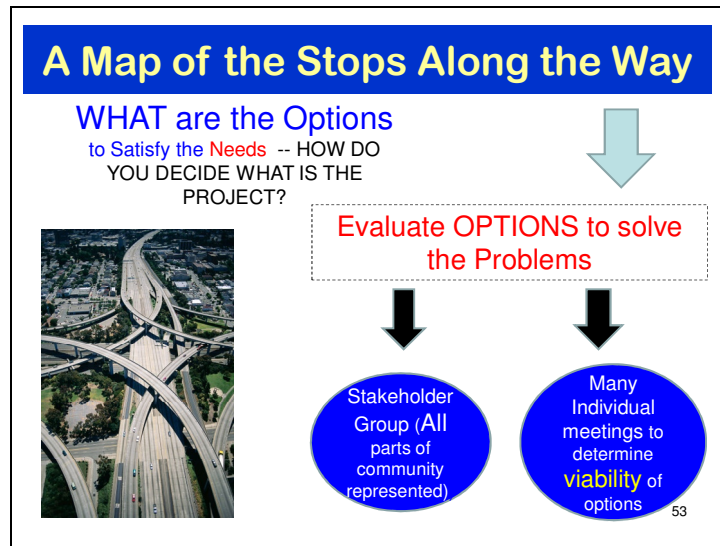 A Map of the Stops Along the Way
WHAT are the Options
to Satisfy the Needs -- HOW DO
YOU DECIDE WHAT IS THE
PROJECT?
Evaluate OPTIONS to solve
the Problems
Stakeholder
Group (All
parts of
community
represented)
Many
Individual
meetings to
determine
viability of
options
53